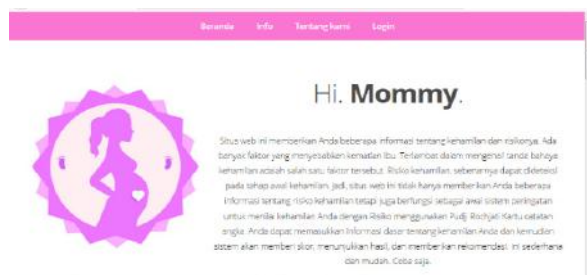 Beranda Info Tentang kami Login
Hi. Mommy.
Situs web ini memberikan Anda beberapa informasi tentang kehamilan dan risikonya. Ada
banyak faktor yang menyebabkan kematian ibu. Terlambat dalam mengenal tanda bahaya
kehamilan adalah salah satu faktor tersebut. Risiko kehamilan, sebenarnya dapat dideteksi
pada tahap awal kehamilan. Jadi, situs web ini tidak hanya memberikan Anda beberapa
informasi tentang risiko kehamilan tetapi juga berfungsi sebagai awal sistem peringatan
untuk menilai kehamilan Anda dengan Risiko menggunakan Pudji Rochjati Kartu catatan
angka. Anda dapat memasukkan Informasi dasar tentang kehamilan Anda dan kemudian
sistem akan memberi skor, menunjukkan hasil, dan memberikan rekomendasi. Ini sederhana
dan mudah. Coba saja.